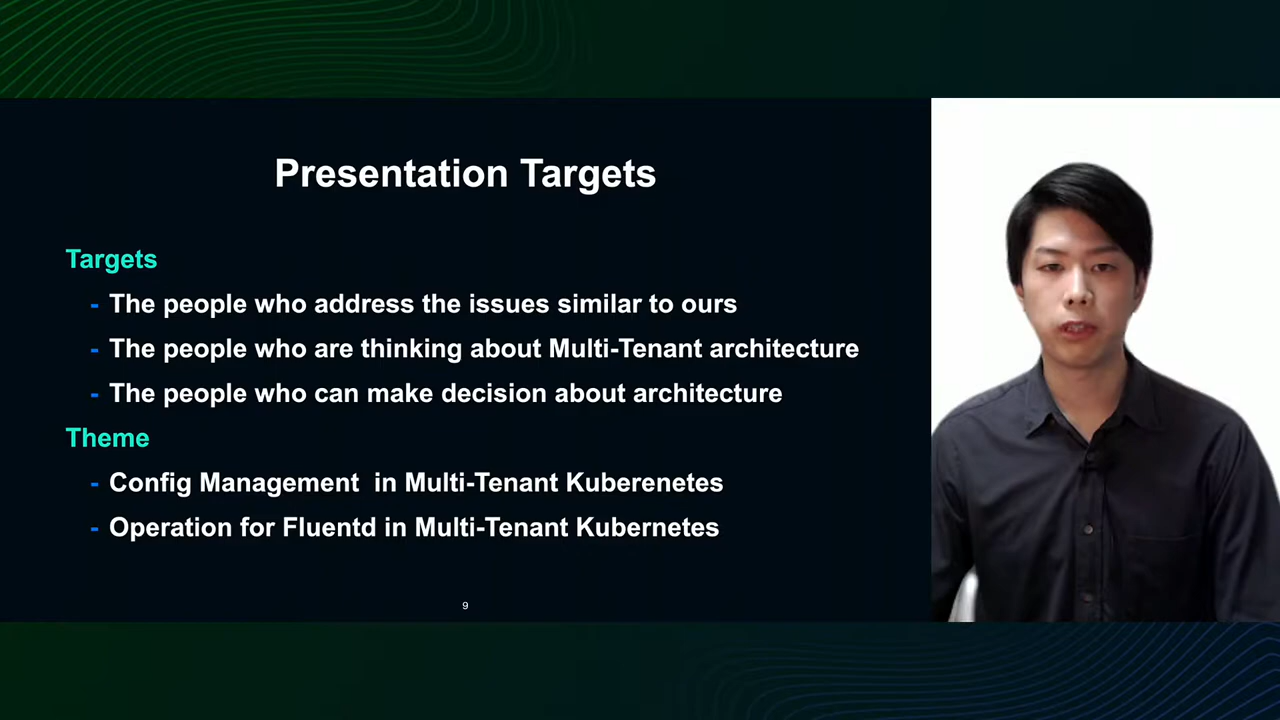 Presentation Targets
Targets
- The people who address the issues similar to ours
- The people who are thinking about Multi-Tenant architecture
- The people who can make decision about architecture
Theme
- Config Management  in Multi-Tenant Kuberenetes
- Operation for Fluentd in Multi-Tenant Kubernetes
9